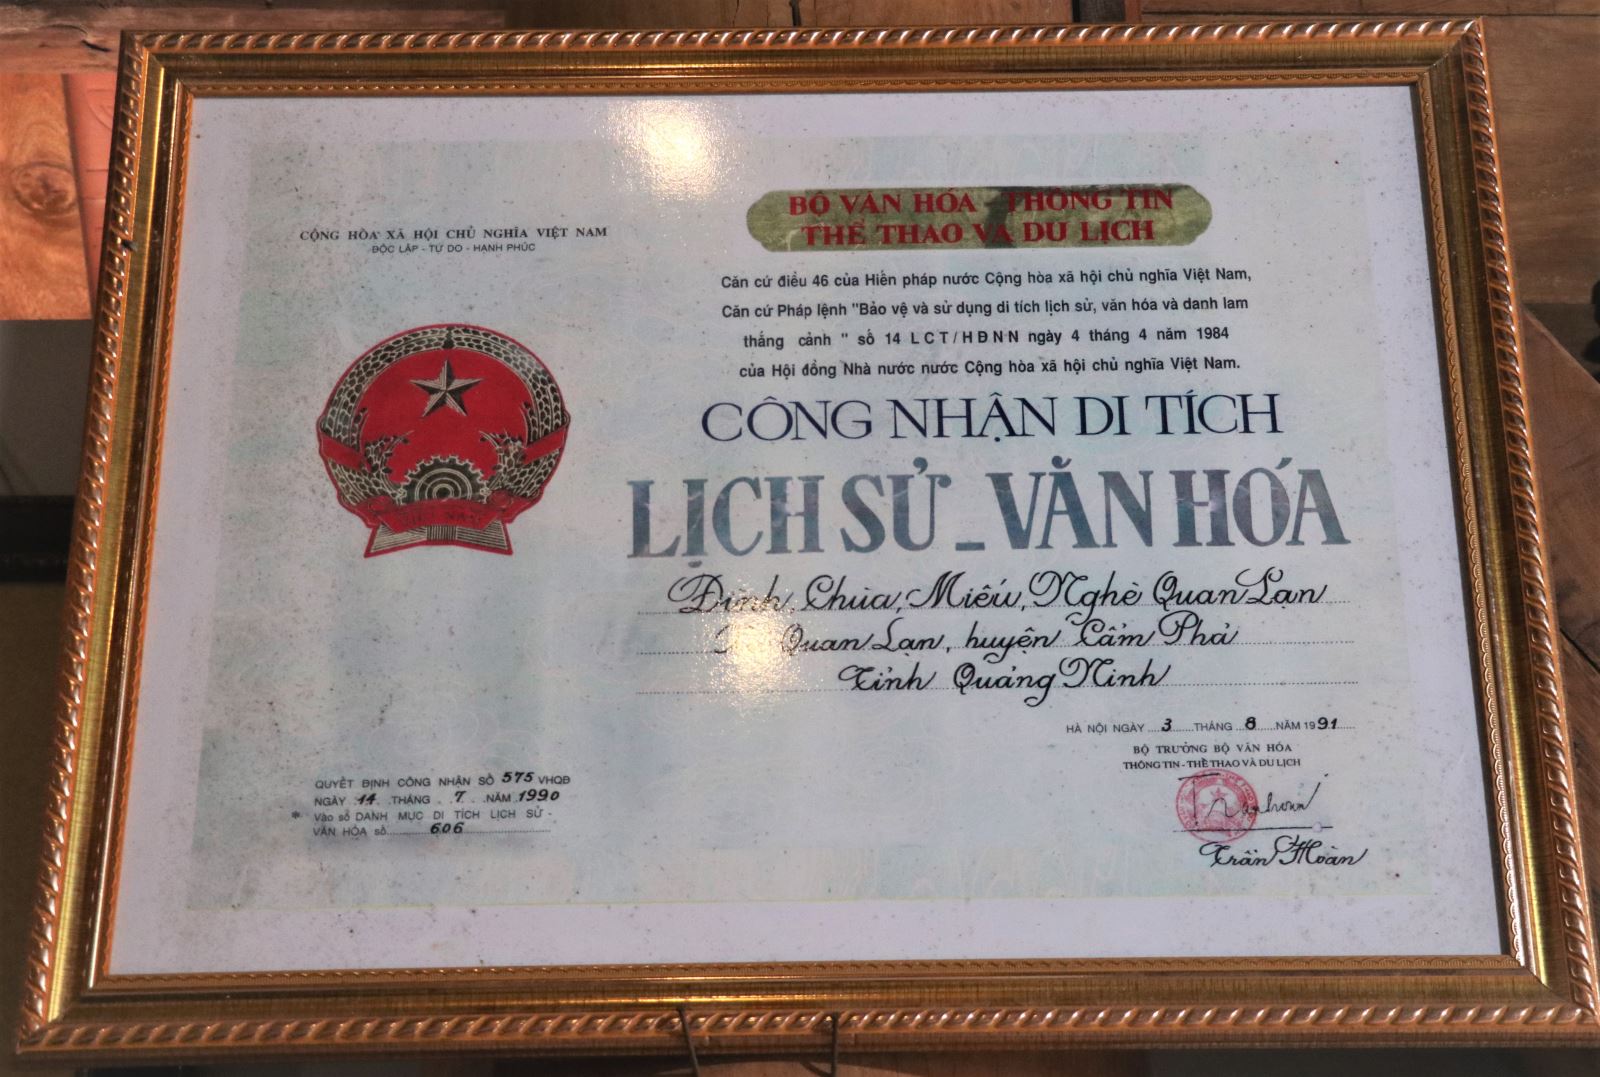 CỘNG HÒA XÃ HỘI CHỦ NGHĨA VIỆT NAM
ĐỘC LẬP - TỰ DO - HẠNH PHÚC
VIỆT NAM
BỘ VĂN HÓA - THÔNG TIN
THỂ THAO VÀ DU LỊCH
Căn cứ điều 46 của Hiến pháp nước Cộng hòa xã hội chủ nghĩa Việt Nam,
Căn cứ Pháp lệnh "Bảo vệ và sử dụng di tích lịch sử, văn hóa và danh lam
thắng cảnh " số 14 LCT/HĐNN ngày 4 tháng 4 năm 1984
của Hội đồng Nhà nước nước Cộng hòa xã hội chủ nghĩa Việt Nam.
CÔNG NHẬN DI TÍCH
LỊCH SỬ _ VĂN HÓA
Đình, Chùa, Miếu, Nghè Quan Lạn
Quan Lạn, huyện Cẩm Phả
Tỉnh Quảng Ninh
HÀ NỘI NGÀY 3 THÁNG 8 NĂM 1991
BỘ TRƯỞNG BỘ VĂN HÓA
THÔNG TIN - THỂ THAO VÀ DU LỊCH
Trần Hoàn
QUYẾT ĐỊNH CÔNG NHẬN SỐ 575 VHQĐ
NGÀY 14 THÁNG 7 NĂM 1990
* Vào sổ DANH MỤC DI TÍCH LỊCH SỬ -
VĂN HÓA số 606